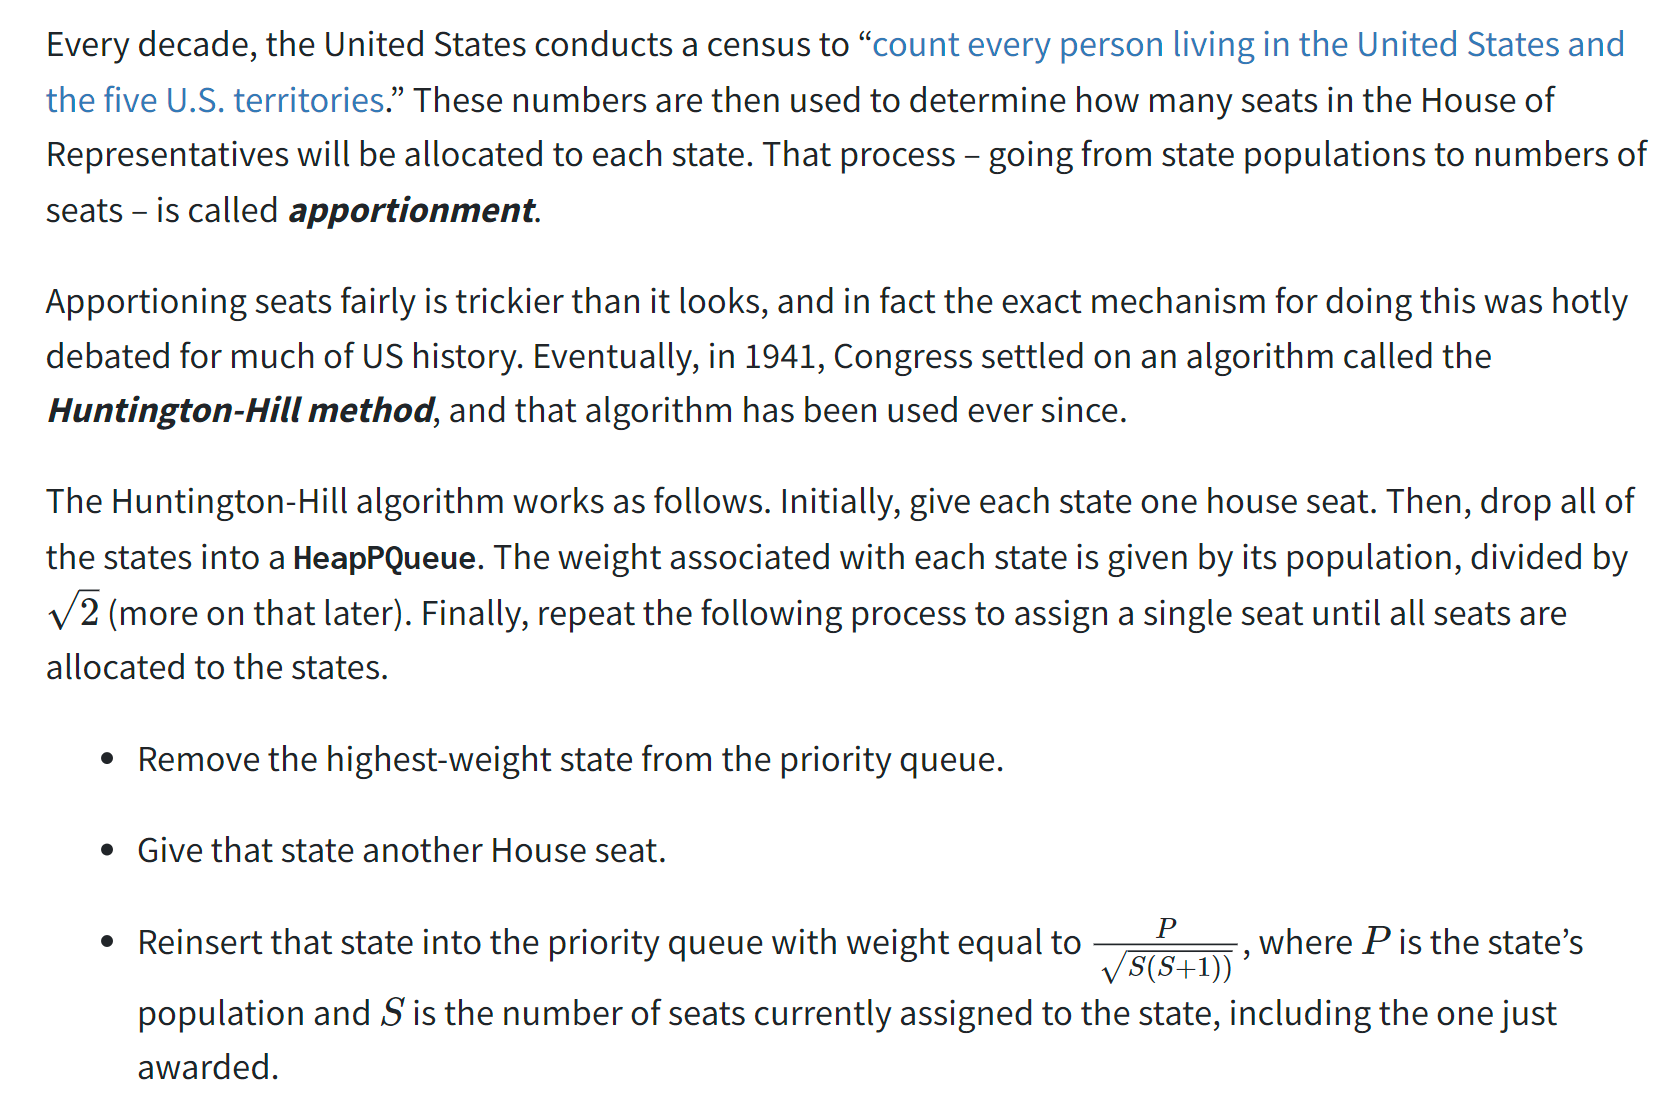 Every decade, the United States conducts a census to “count every person living in the United States and
the five U.S. territories.” These numbers are then used to determine how many seats in the House of
Representatives will be allocated to each state. That process – going from state populations to numbers of
seats – is called apportionment.
Apportioning seats fairly is trickier than it looks, and in fact the exact mechanism for doing this was hotly
debated for much of US history. Eventually, in 1941, Congress settled on an algorithm called the
Huntington-Hill method, and that algorithm has been used ever since.
The Huntington-Hill algorithm works as follows. Initially, give each state one house seat. Then, drop all of
the states into a HeapPQueue. The weight associated with each state is given by its population, divided by
√2 (more on that later). Finally, repeat the following process to assign a single seat until all seats are
allocated to the states.
• Remove the highest-weight state from the priority queue.
• Give that state another House seat.
• Reinsert that state into the priority queue with weight equal to P/√S(S+1)), where P is the state’s
population and S is the number of seats currently assigned to the state, including the one just
awarded.